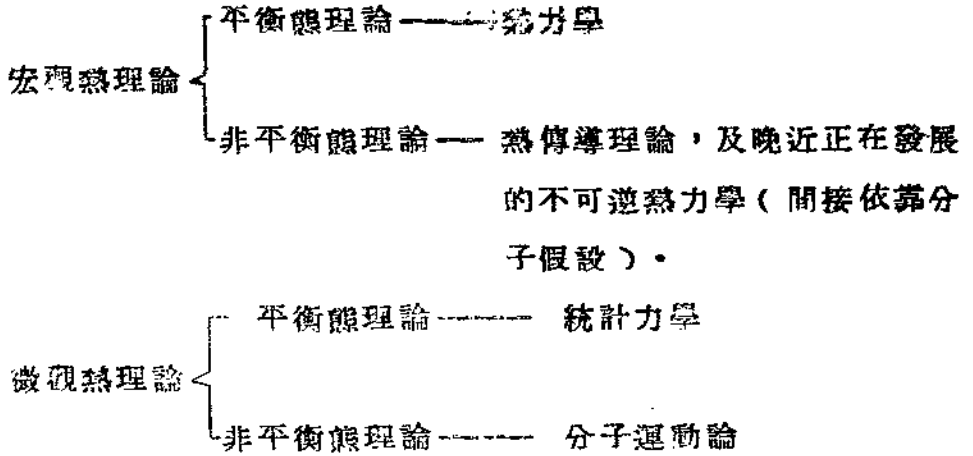 平衡態理論——熱力學
宏觀熱理論
非平衡態理論——熱傳導理論，及晚近正在發展
的不可逆熱力學（間接依靠分
子假設）．
平衡態理論——統計力學
微觀熱理論
非平衡態理論——分子運動論